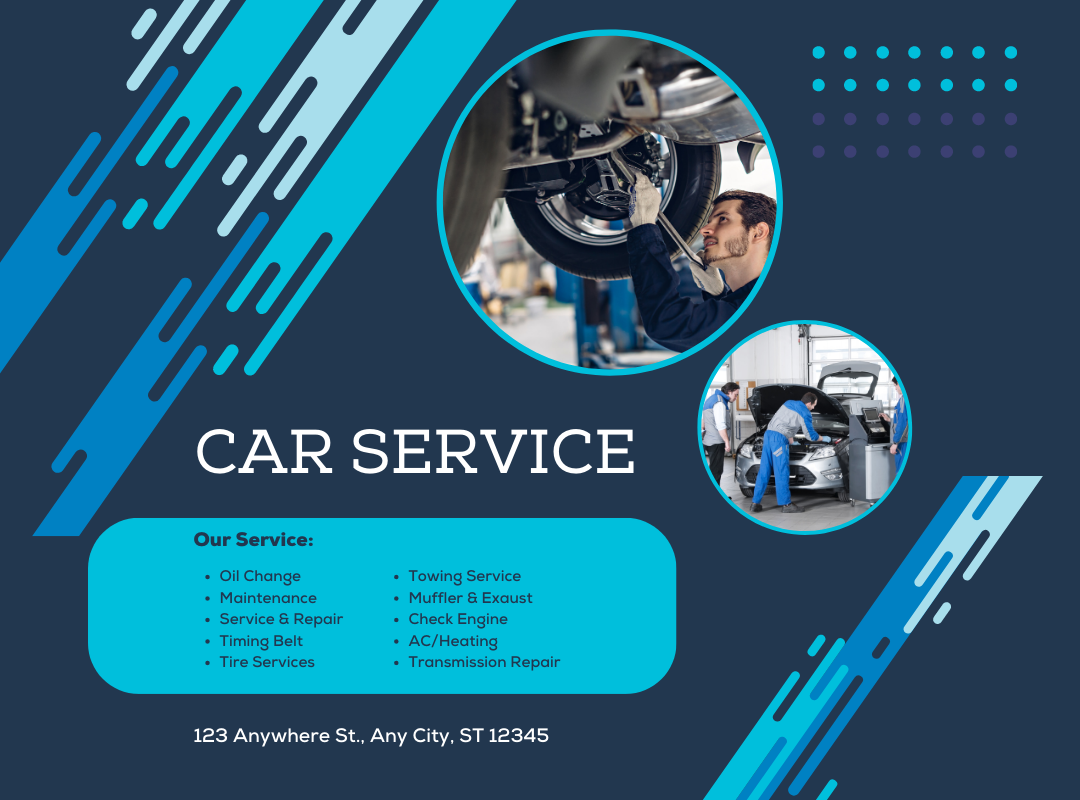 CAR SERVICE
Our Service:
• Oil Change
• Maintenance
• Service & Repair
• Timing Belt
• Tire Services
• Towing Service
• Muffler & Exaust
• Check Engine
• AC/Heating
• Transmission Repair
123 Anywhere St., Any City, ST 12345